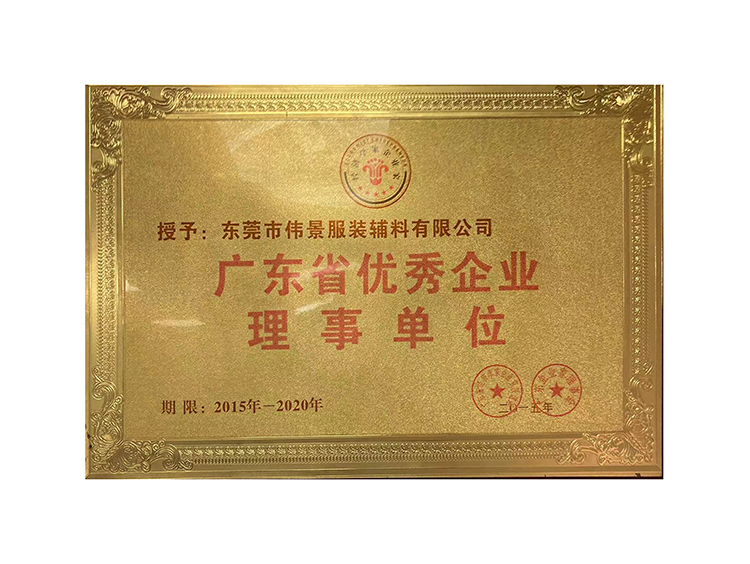 授予：东莞市伟景服装辅料有限公司
广东省优秀企业
理事单位
期限：2015年－2020年
二〇一五年